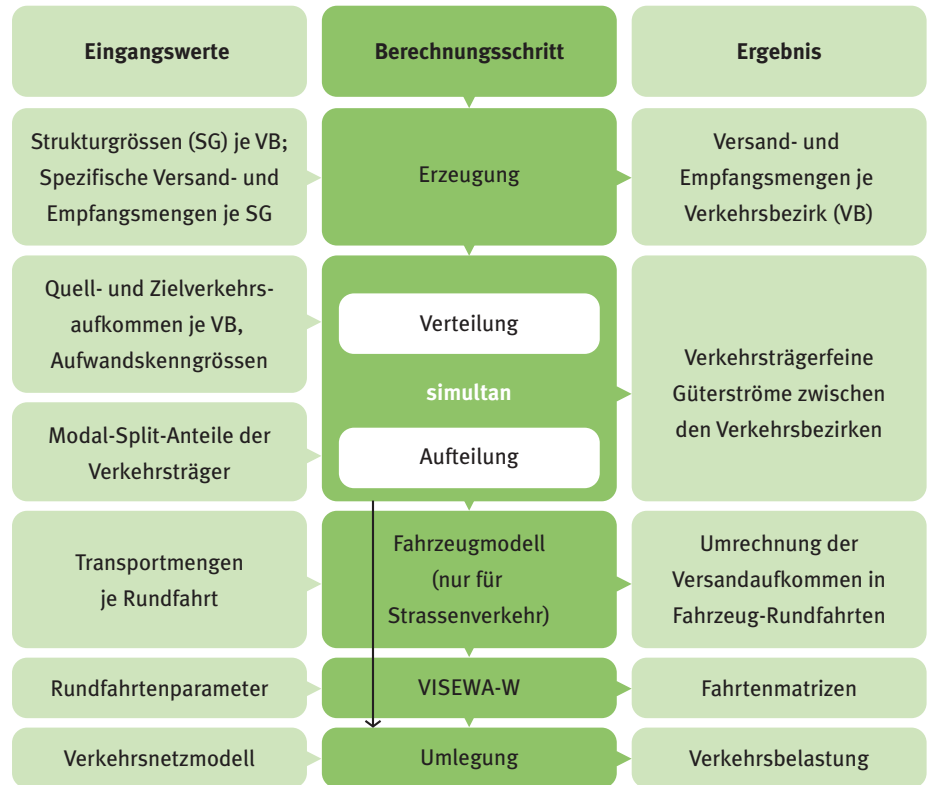 Eingangswerte
Berechnungsschritt
Ergebnis
Strukturgrössen (SG) je VB;
Spezifische Versand- und
Empfangsmengen je SG
Erzeugung
Versand- und
Empfangsmengen je
Verkehrsbezirk (VB)
Quell- und Zielverkehrs-
aufkommen je VB,
Aufwandskenngrössen
Modal-Split-Anteile der
Verkehrsträger
Verteilung
simultan
Aufteilung
Verkehrsträgerfeine
Güterströme zwischen
den Verkehrsbezirken
Transportmengen
je Rundfahrt
Fahrzeugmodell
(nur für
Strassenverkehr)
Umrechnung der
Versandaufkommen in
Fahrzeug-Rundfahrten
Rundfahrtenparameter
VISEWA-W
Fahrtenmatrizen
Verkehrsnetzmodell
Umlegung
Verkehrsbelastung